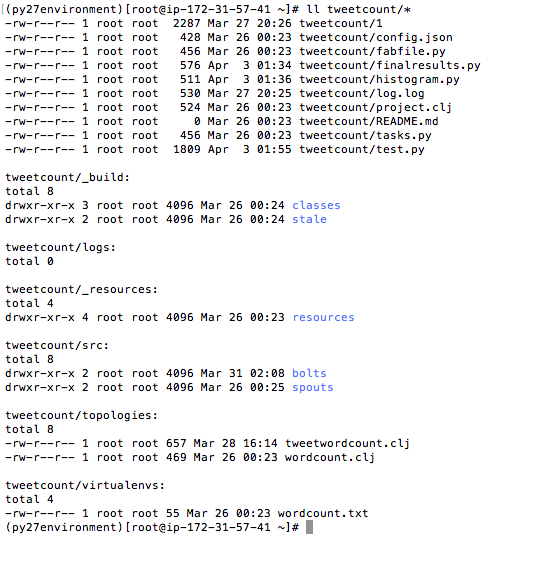 (py27environment)[root@ip-172-31-57-41 ~]# ll tweetcount/*
-rw-r--r-- 1 root root  2287 Mar 27 20:26 tweetcount/1
-rw-r--r-- 1 root root   428 Mar 26 00:23 tweetcount/config.json
-rw-r--r-- 1 root root   456 Mar 26 00:23 tweetcount/fabfile.py
-rw-r--r-- 1 root root   576 Apr  3 01:34 tweetcount/finalresults.py
-rw-r--r-- 1 root root   511 Apr  3 01:36 tweetcount/histogram.py
-rw-r--r-- 1 root root   530 Mar 27 20:25 tweetcount/log.log
-rw-r--r-- 1 root root   524 Mar 26 00:23 tweetcount/project.clj
-rw-r--r-- 1 root root     0 Mar 26 00:23 tweetcount/README.md
-rw-r--r-- 1 root root   456 Mar 26 00:23 tweetcount/tasks.py
-rw-r--r-- 1 root root  1809 Apr  3 01:55 tweetcount/test.py

tweetcount/_build:
total 8
drwxr-xr-x 3 root root 4096 Mar 26 00:24 classes
drwxr-xr-x 2 root root 4096 Mar 26 00:24 stale

tweetcount/logs:
total 0

tweetcount/_resources:
total 4
drwxr-xr-x 4 root root 4096 Mar 26 00:23 resources

tweetcount/src:
total 8
drwxr-xr-x 2 root root 4096 Mar 31 02:08 bolts
drwxr-xr-x 2 root root 4096 Mar 26 00:25 spouts

tweetcount/topologies:
total 8
-rw-r--r-- 1 root root 657 Mar 28 16:14 tweetwordcount.clj
-rw-r--r-- 1 root root 469 Mar 26 00:23 wordcount.clj

tweetcount/virtualenvs:
total 4
-rw-r--r-- 1 root root 55 Mar 26 00:23 wordcount.txt
(py27environment)[root@ip-172-31-57-41 ~]#